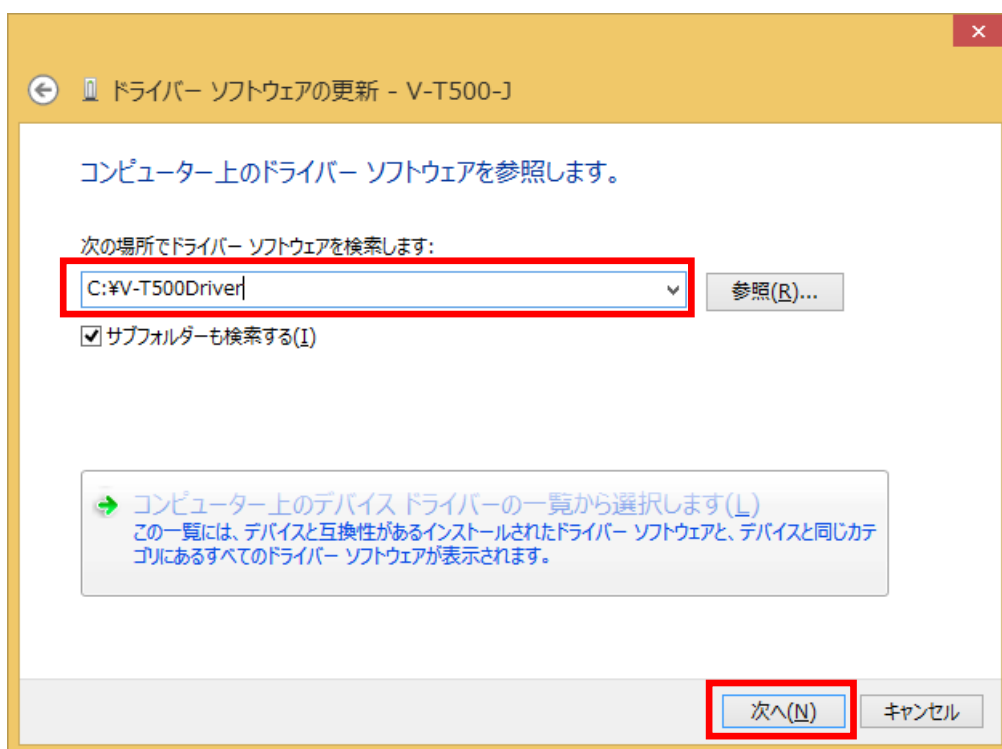 ドライバー ソフトウェアの更新 - V-T500-J
コンピューター上のドライバー ソフトウェアを参照します。
次の場所でドライバー ソフトウェアを検索します:
C:¥V-T500Driver
参照(R)...
サブフォルダーも検索する(I)
コンピューター上のデバイス ドライバーの一覧から選択します(L)
この一覧には、デバイスと互換性があるインストールされたドライバー ソフトウェアと、デバイスと同じカテ
ゴリにあるすべてのドライバー ソフトウェアが表示されます。
次へ(N)
キャンセル